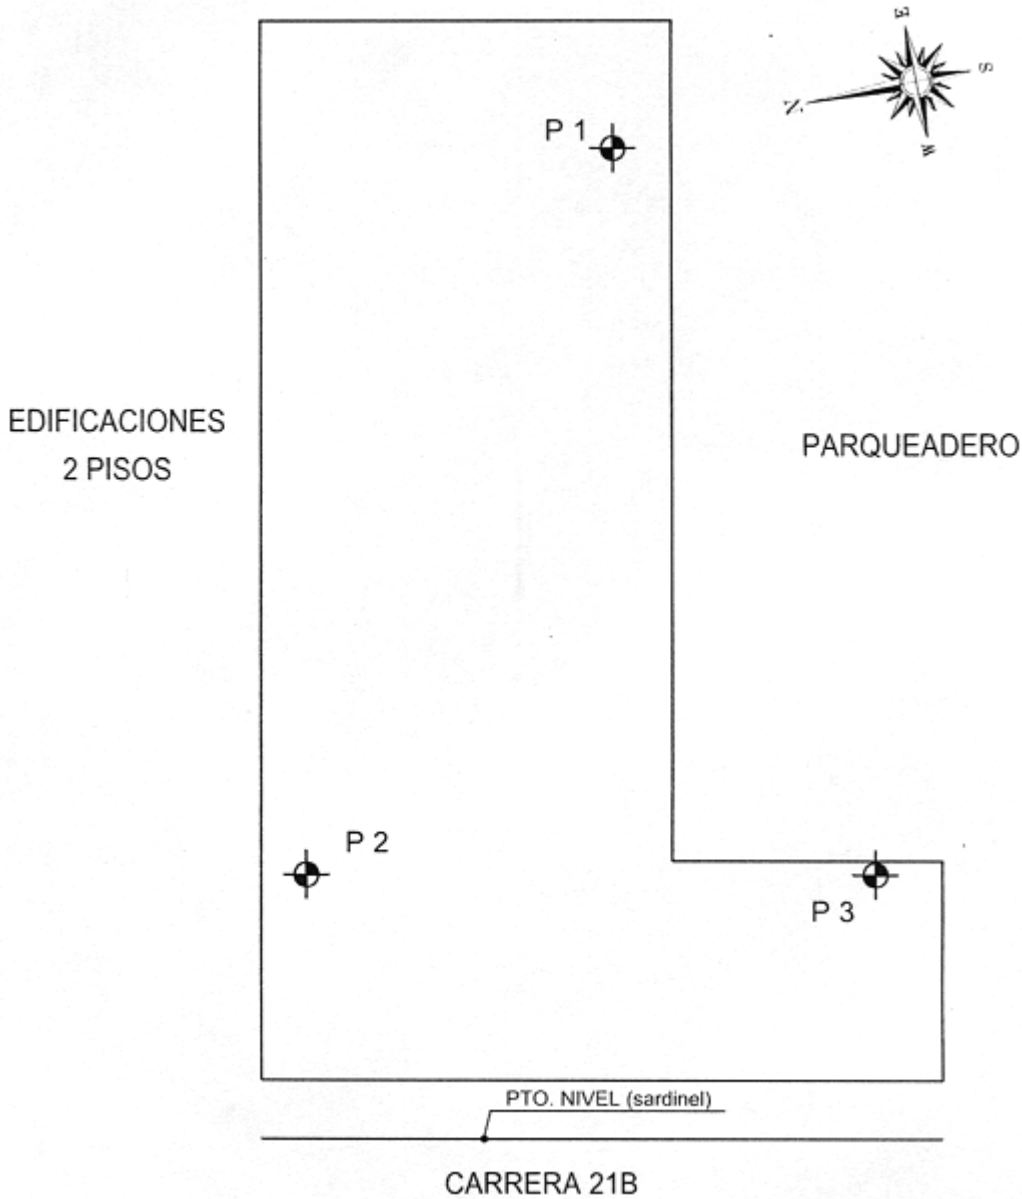 E
S
N
W
P 1
EDIFICACIONES
2 PISOS
PARQUEADERO
P 2
P 3
PTO. NIVEL (sardinel)
CARRERA 21B